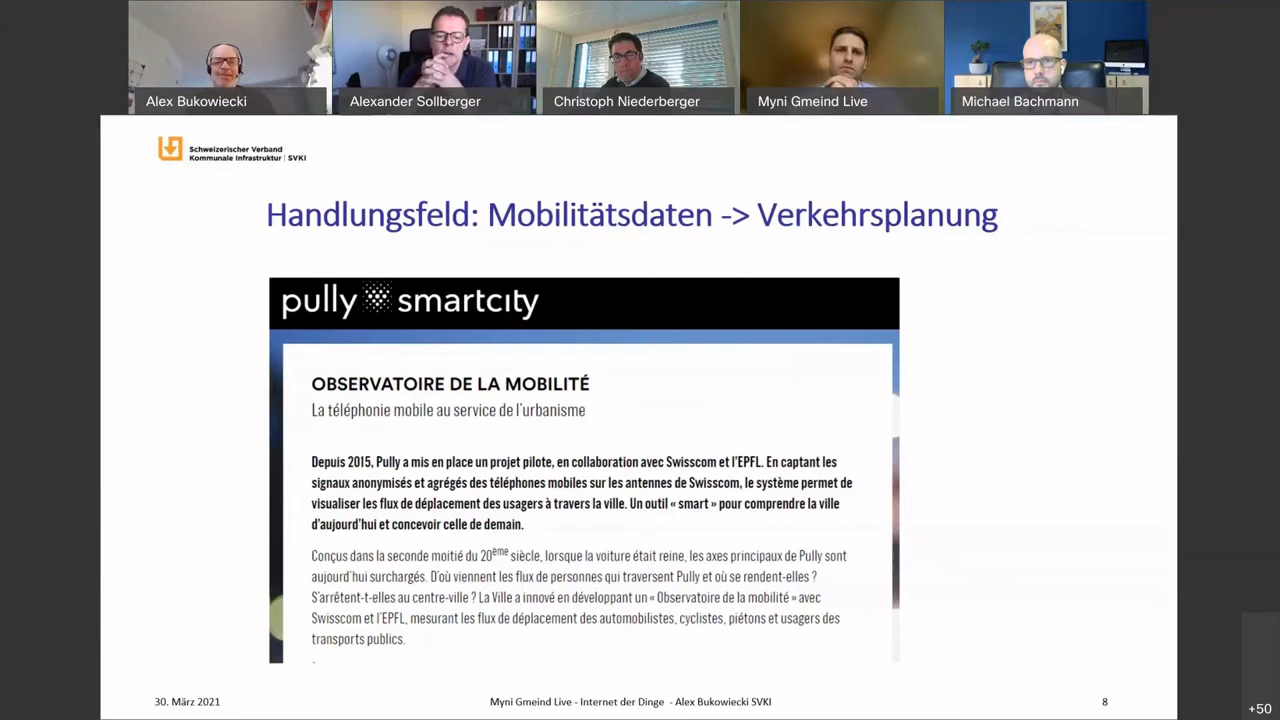 Alex Bukowiecki
Alexander Sollberger
Christoph Niederberger
Myni Gmeind Live
Michael Bachmann
Schweizerischer Verband
Kommunale Infrastruktur | SVKI
Handlungsfeld: Mobilitätsdaten -> Verkehrsplanung
pully smartcity
OBSERVATOIRE DE LA MOBILITÉ
La téléphonie mobile au service de l'urbanisme
Depuis 2015, Pully a mis en place un projet pilote, en collaboration avec Swisscom et l'EPFL. En captant les
signaux anonymisés et agrégés des téléphones mobiles sur les antennes de Swisscom, le système permet de
visualiser les flux de déplacement des usagers à travers la ville. Un outil « smart » pour comprendre la ville
d'aujourd'hui et concevoir celle de demain.
Conçus dans la seconde moitié du 20ème siècle, lorsque la voiture était reine, les axes principaux de Pully sont
aujourd'hui surchargés. D'où viennent les flux de personnes qui traversent Pully et où se rendent-elles ?
S'arrêtent-t-elles au centre-ville ? La Ville a innové en développant un « Observatoire de la mobilité » avec
Swisscom et l'EPFL, mesurant les flux de déplacement des automobilistes, cyclistes, piétons et usagers des
transports publics.
30. März 2021
Myni Gmeind Live - Internet der Dinge - Alex Bukowiecki SVKI
8
+50